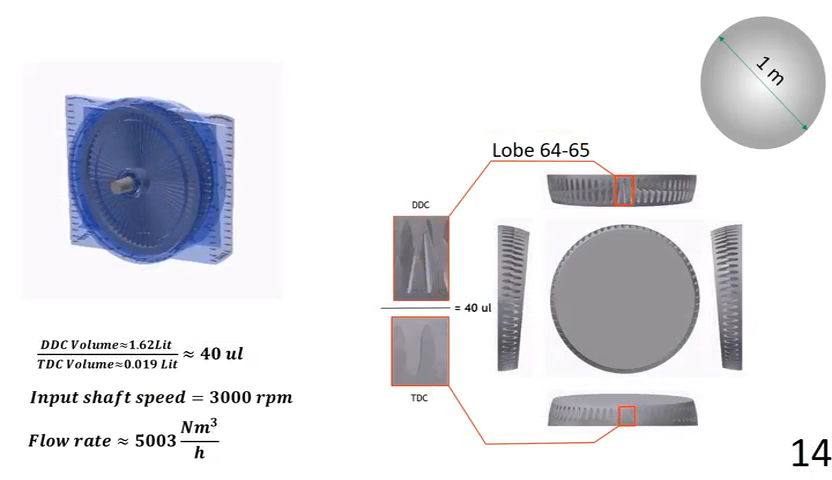 1 m
Lobe 64-65
DDC
= 40 ul
TDC
DDC Volume≈1.62Lit
TDC Volume≈0.019 Lit
≈ 40 ul
Input shaft speed = 3000 rpm
Flow rate ≈ 5003 Nm³/h
14